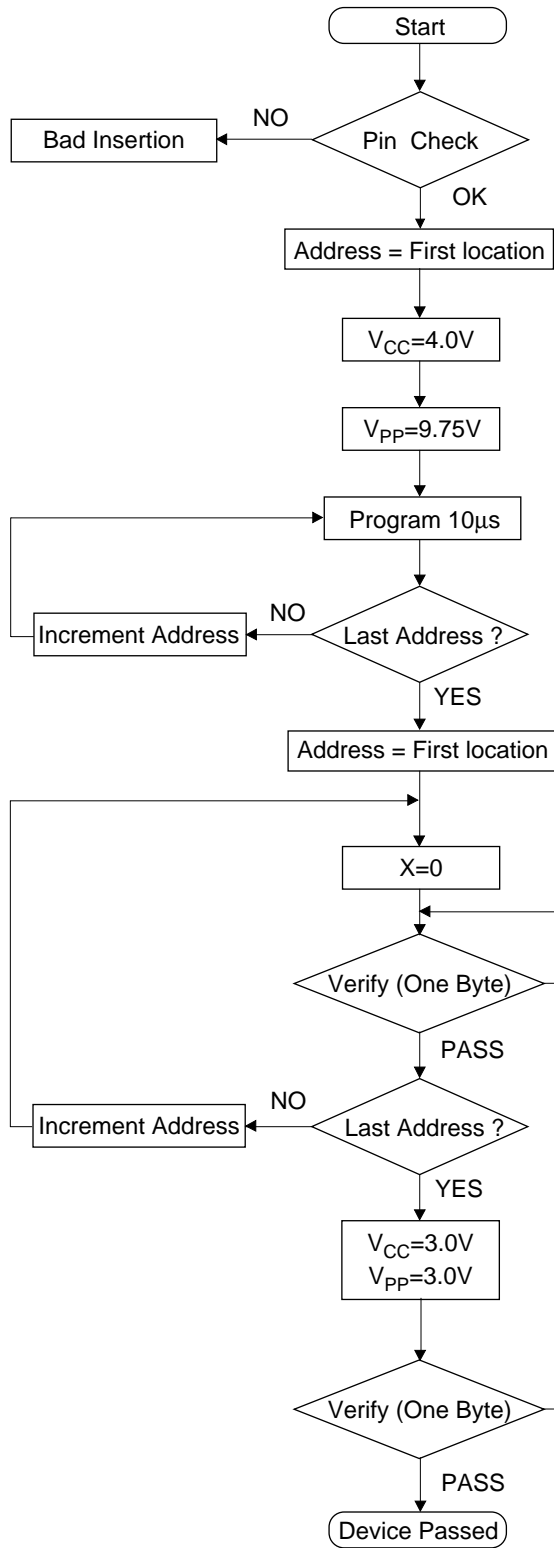 Start
NO
Bad Insertion
Pin Check
OK
Address = First location
VCC=4.0V
VPP=9.75V
Program 10μs
NO
Increment Address
Last Address ?
YES
Address = First location
X=0
Verify (One Byte)
PASS
NO
Increment Address
Last Address ?
YES
VCC=3.0V
VPP=3.0V
Verify (One Byte)
PASS
Device Passed